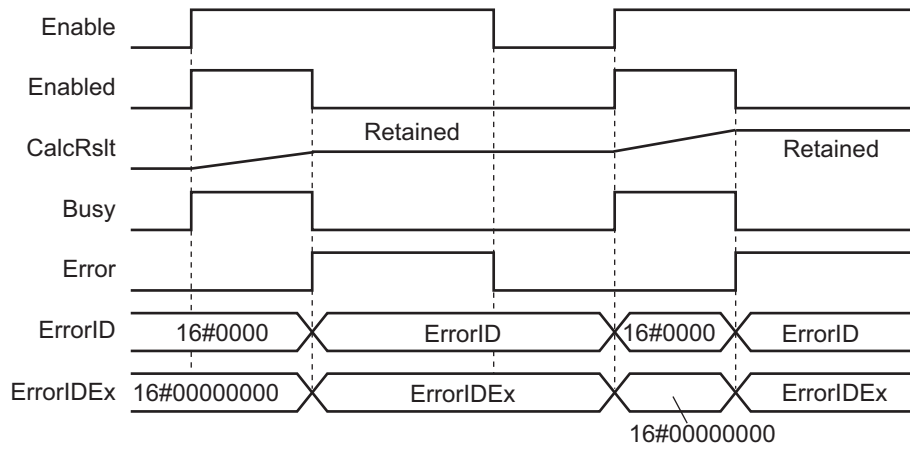 Enable
Enabled
CalcRslt
Retained
Retained
Busy
Error
ErrorID
16#0000
ErrorID
16#0000
ErrorID
ErrorIDEx
16#00000000
ErrorIDEx
ErrorIDEx
16#00000000